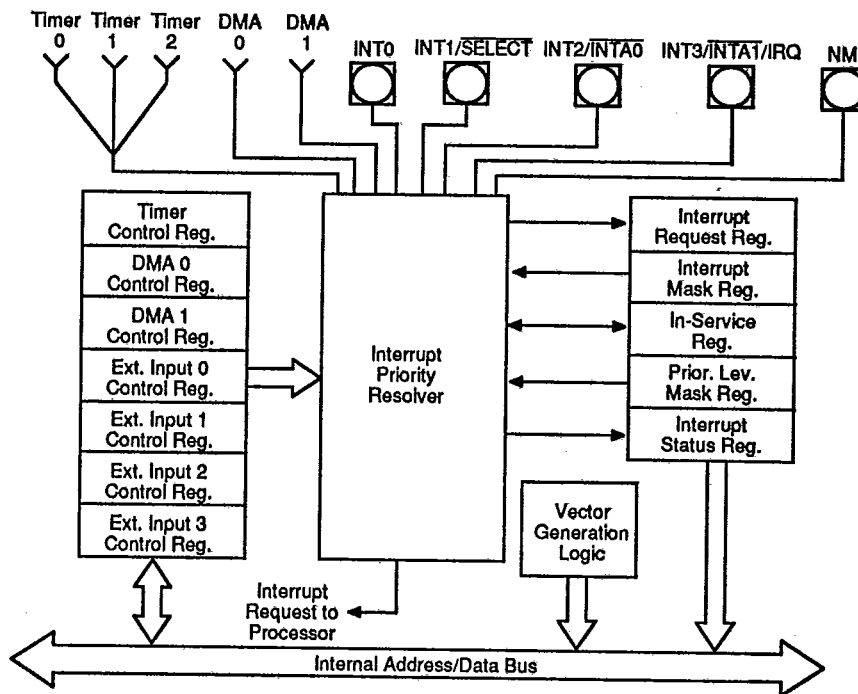 Timer Timer Timer DMA DMA
0 1 2 0 1
INT0 INT1/SELECT INT2/INTA0 INT3/INTA1/IRQ NM
Timer
Control Reg.
DMA 0
Control Reg.
DMA 1
Control Reg.
Ext. Input 0
Control Reg.
Ext. Input 1
Control Reg.
Ext. Input 2
Control Reg.
Ext. Input 3
Control Reg.
Interrupt
Priority
Resolver
Interrupt
Request Reg.
Interrupt
Mask Reg.
In-Service
Reg.
Prior. Lev.
Mask Reg.
Interrupt
Status Reg.
Vector
Generation
Logic
Interrupt
Request to
Processor
Internal Address/Data Bus